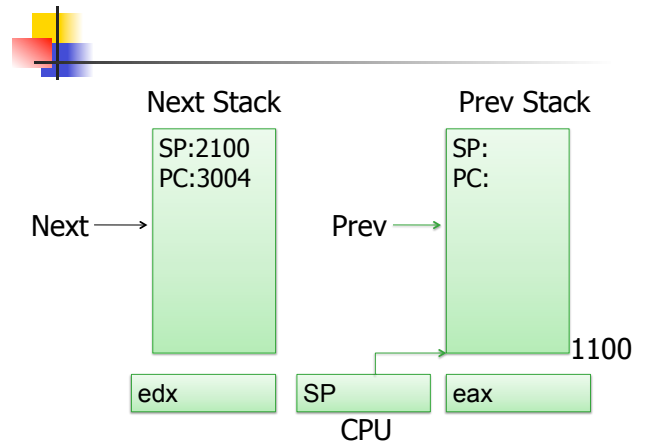 Next Stack
Prev Stack
SP:2100
PC:3004
SP:
PC:
Next
Prev
1100
edx
SP
eax
CPU